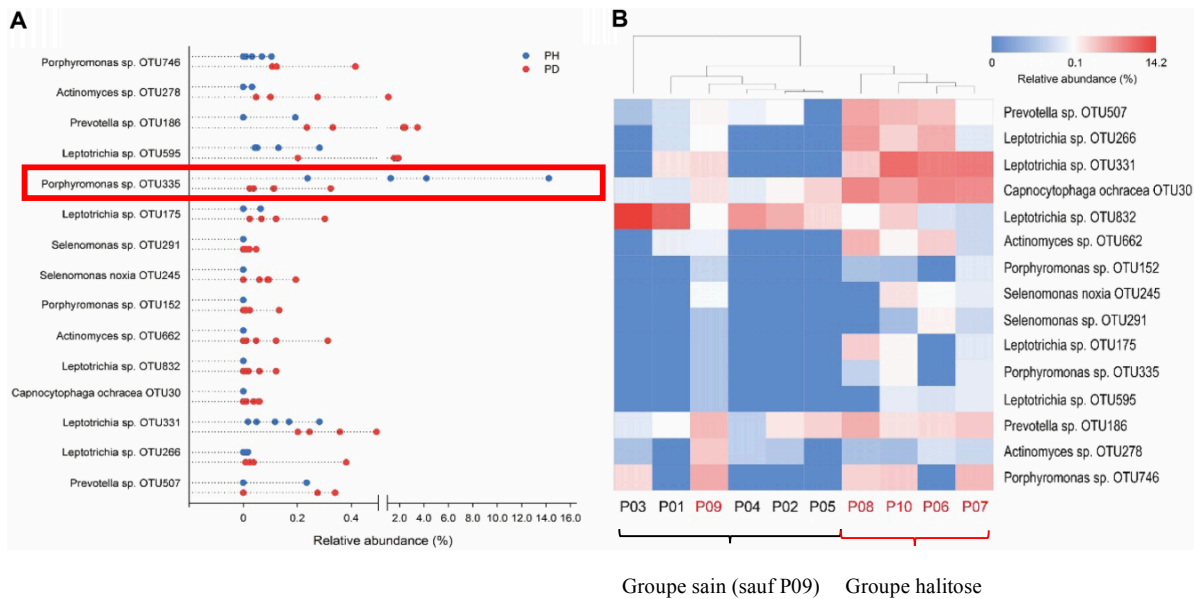 A
PH
PD
Porphyromonas sp. OTU746
Actinomyces sp. OTU278
Prevotella sp. OTU186
Leptotrichia sp. OTU595
Porphyromonas sp. OTU335
Leptotrichia sp. OTU175
Selenomonas sp. OTU291
Selenomonas noxia OTU245
Porphyromonas sp. OTU152
Actinomyces sp. OTU662
Leptotrichia sp. OTU832
Capnocytophaga ochracea OTU30
Leptotrichia sp. OTU331
Leptotrichia sp. OTU266
Prevotella sp. OTU507
0 0.2 0.4 2.0 4.0 6.0 8.0 10.0 12.0 14.0 16.0
Relative abundance (%)
B
0 0.1 14.2
Relative abundance (%)
Prevotella sp. OTU507
Leptotrichia sp. OTU266
Leptotrichia sp. OTU331
Capnocytophaga ochracea OTU30
Leptotrichia sp. OTU832
Actinomyces sp. OTU662
Porphyromonas sp. OTU152
Selenomonas noxia OTU245
Selenomonas sp. OTU291
Leptotrichia sp. OTU175
Porphyromonas sp. OTU335
Leptotrichia sp. OTU595
Prevotella sp. OTU186
Actinomyces sp. OTU278
Porphyromonas sp. OTU746
P03 P01 P09 P04 P02 P05 P08 P10 P06 P07
Groupe sain (sauf P09) Groupe halitose